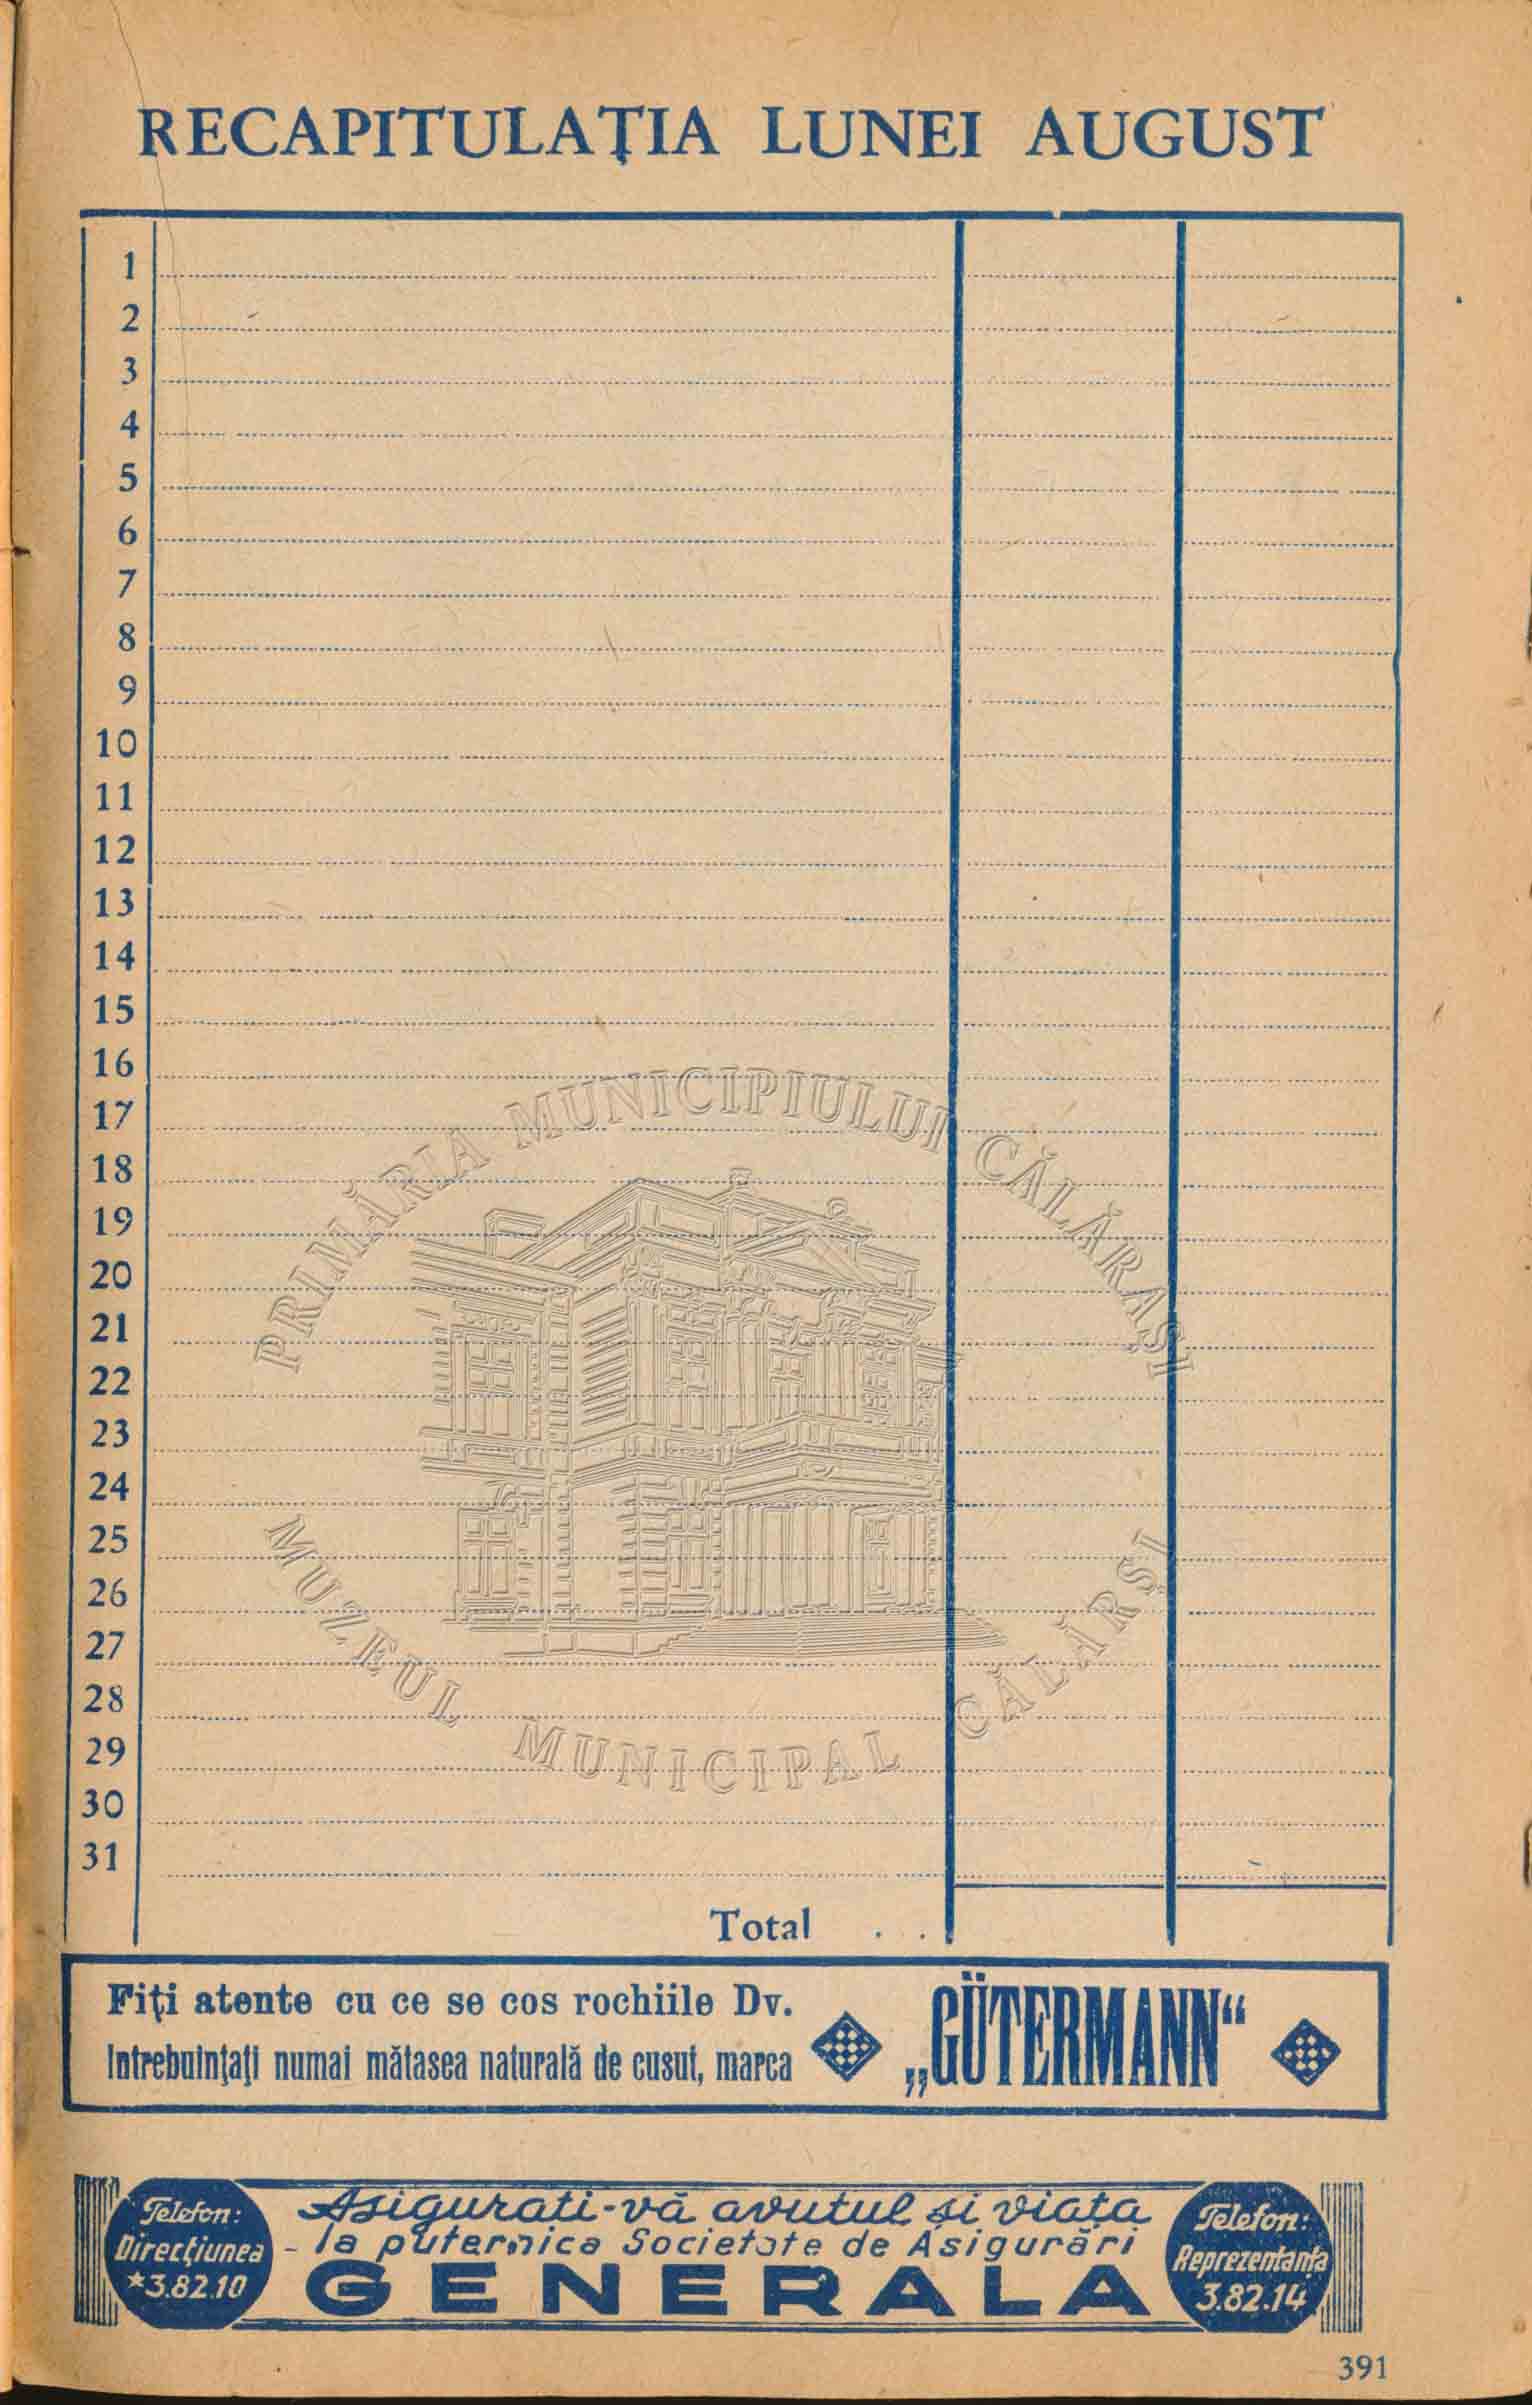 RECAPITULAŢIA LUNEI AUGUST
1
2
3
4
5
6
7
8
9
10
11
12
13
14
15
16
17
18
19
20
21
22
23
24
25
26
27
28
29
30
31
PRIMĂRIA MUNICIPIULUI CĂLĂRAŞI
MUZEUL MUNICIPAL CĂLĂRŞI
Total . .
Fiţi atente cu ce se cos rochiile Dv.
Intrebuinţaţi numai mătasea naturală de cusut, marca
„GÜTERMANN“
Telefon:
Direcţiunea
*3.82.10
Asigurati-vă avutul şi viata
- la puternica Societate de Asigurări
GENERALA
Telefon:
Reprezentanţa
3.82.14
391